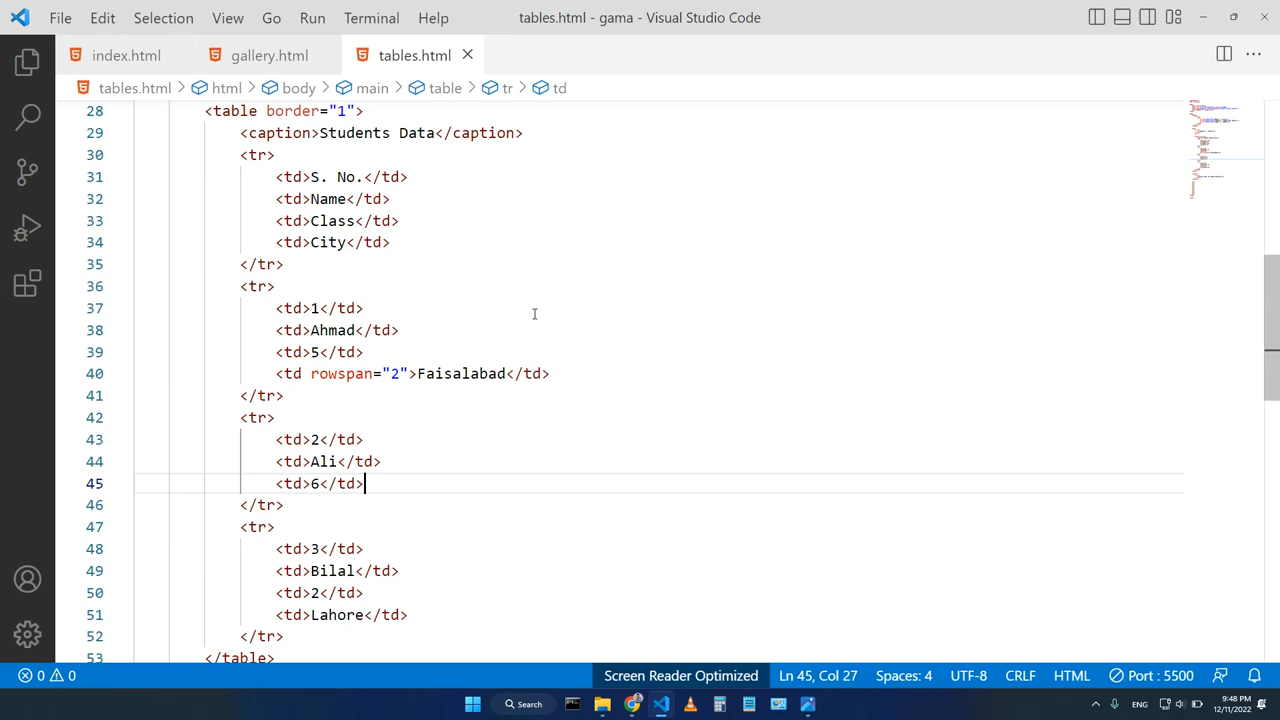 File Edit Selection View Go Run Terminal Help tables.html - gama - Visual Studio Code
index.html gallery.html tables.html
tables.html > html > body > main > table > tr > td
28 <table border="1">
29 <caption>Students Data</caption>
30 <tr>
31 <td>S. No.</td>
32 <td>Name</td>
33 <td>Class</td>
34 <td>City</td>
35 </tr>
36 <tr>
37 <td>1</td>
38 <td>Ahmad</td>
39 <td>5</td>
40 <td rowspan="2">Faisalabad</td>
41 </tr>
42 <tr>
43 <td>2</td>
44 <td>Ali</td>
45 <td>6</td>
46 </tr>
47 <tr>
48 <td>3</td>
49 <td>Bilal</td>
50 <td>2</td>
51 <td>Lahore</td>
52 </tr>
53 </table>
0 0 Screen Reader Optimized Ln 45, Col 27 Spaces: 4 UTF-8 CRLF HTML Port : 5500
Search 9:48 PM
12/11/2022